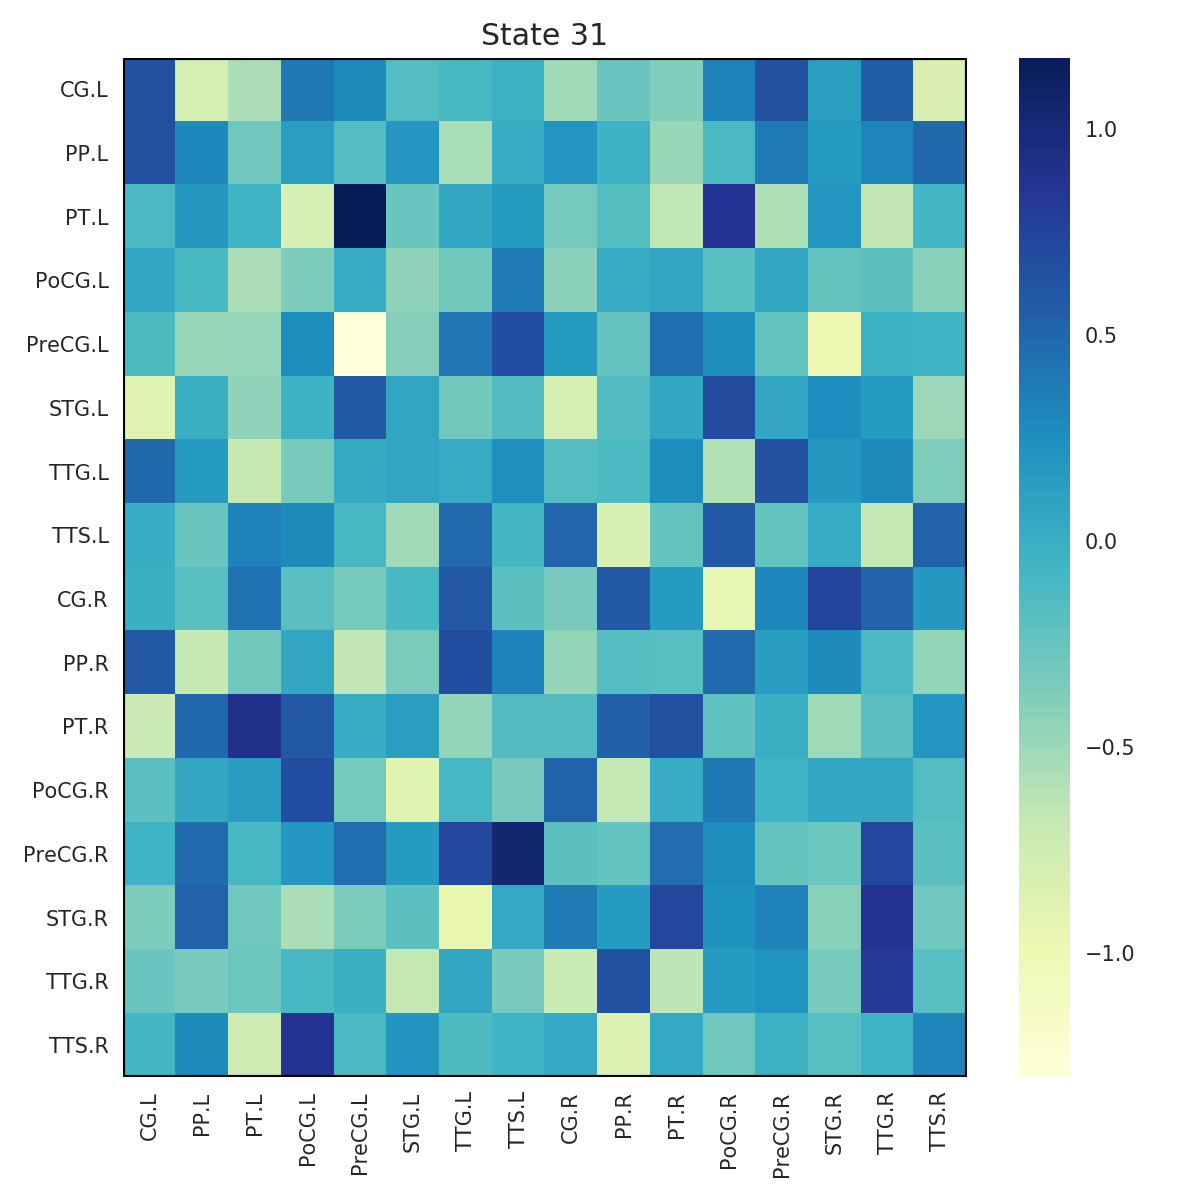 State 31
CG.L
PP.L
PT.L
PoCG.L
PreCG.L
STG.L
TTG.L
TTS.L
CG.R
PP.R
PT.R
PoCG.R
PreCG.R
STG.R
TTG.R
TTS.R
CG.L
PP.L
PT.L
PoCG.L
PreCG.L
STG.L
TTG.L
TTS.L
CG.R
PP.R
PT.R
PoCG.R
PreCG.R
STG.R
TTG.R
TTS.R
1.0
0.5
0.0
−0.5
−1.0